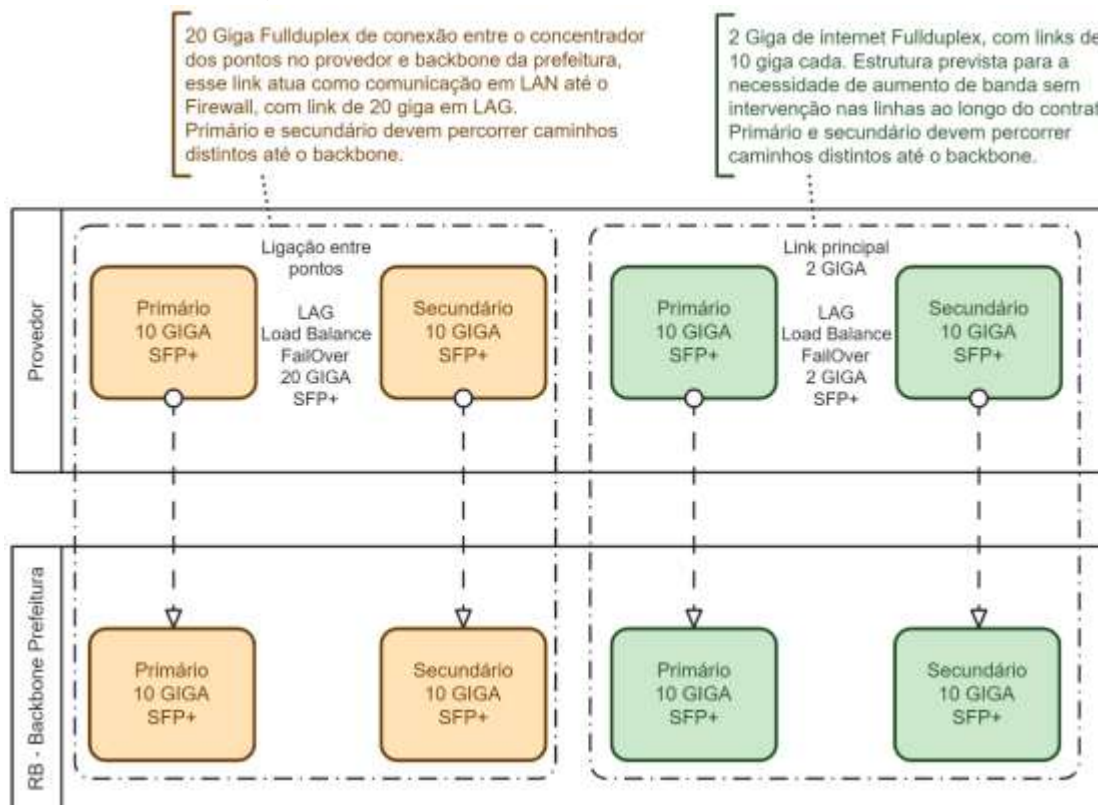 20 Giga Fullduplex de conexão entre o concentrador
dos pontos no provedor e backbone da prefeitura,
esse link atua como comunicação em LAN até o
Firewall, com link de 20 giga em LAG.
Primário e secundário devem percorrer caminhos
distintos até o backbone.
2 Giga de internet Fullduplex, com links de
10 giga cada. Estrutura prevista para a
necessidade de aumento de banda sem
intervenção nas linhas ao longo do contrat
Primário e secundário devem percorrer
caminhos distintos até o backbone.
Provedor
Ligação entre
pontos
LAG
Load Balance
FailOver
20 GIGA
SFP+
Primário
10 GIGA
SFP+
Secundário
10 GIGA
SFP+
Link principal
2 GIGA
LAG
Load Balance
FailOver
2 GIGA
SFP+
Primário
10 GIGA
SFP+
Secundário
10 GIGA
SFP+
RB - Backbone Prefeitura
Primário
10 GIGA
SFP+
Secundário
10 GIGA
SFP+
Primário
10 GIGA
SFP+
Secundário
10 GIGA
SFP+